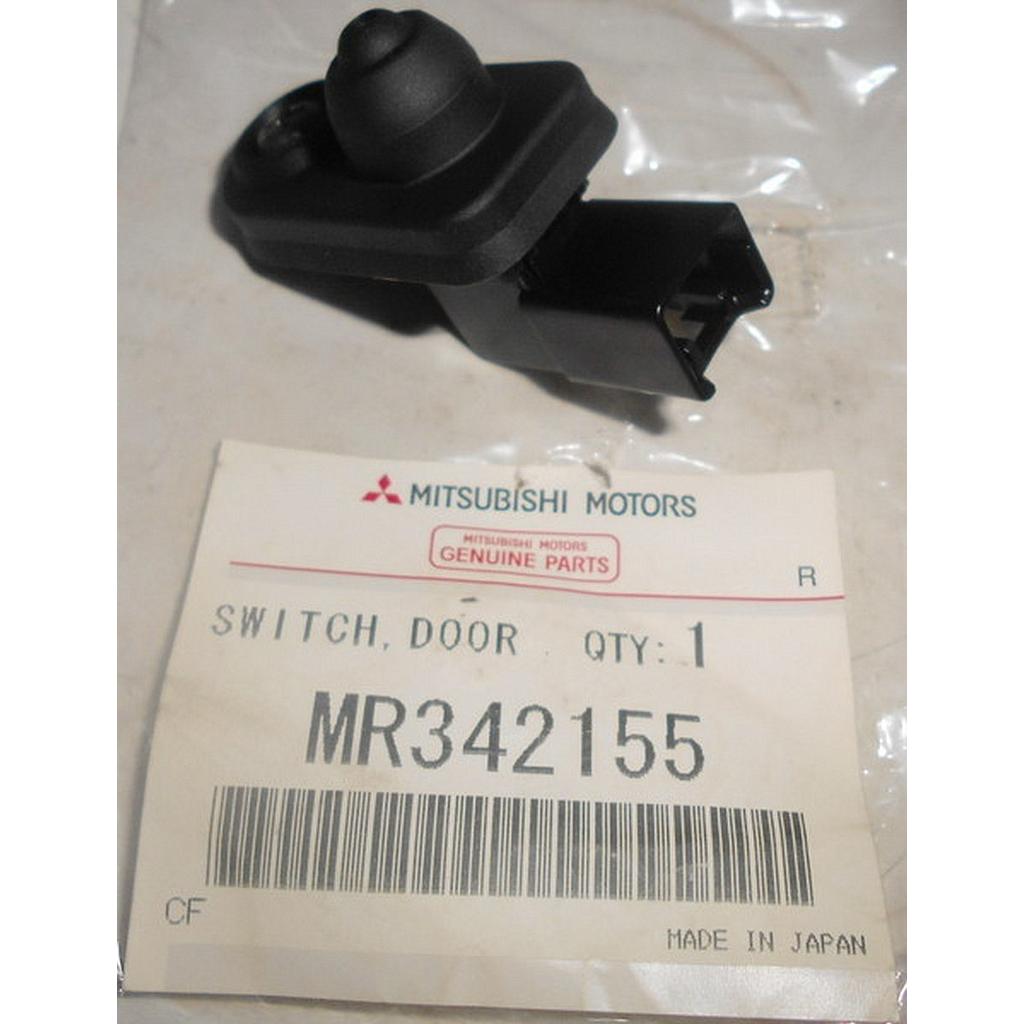 MITSUBISHI MOTORS
MITSUBISHI MOTORS
GENUINE PARTS
R
SWITCH, DOOR QTY: 1
MR342155
CF
MADE IN JAPAN